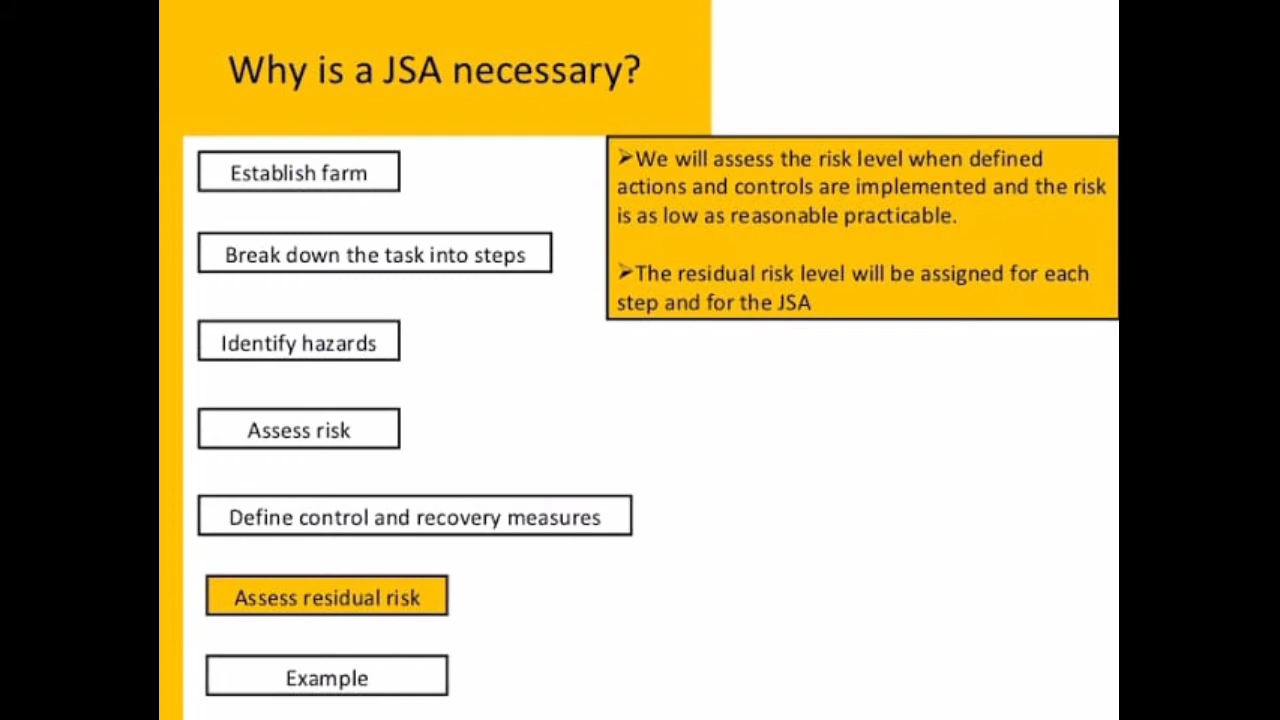 Why is a JSA necessary?
Establish farm
Break down the task into steps
Identify hazards
Assess risk
Define control and recovery measures
Assess residual risk
Example
➢We will assess the risk level when defined
actions and controls are implemented and the risk
is as low as reasonable practicable.
➢The residual risk level will be assigned for each
step and for the JSA